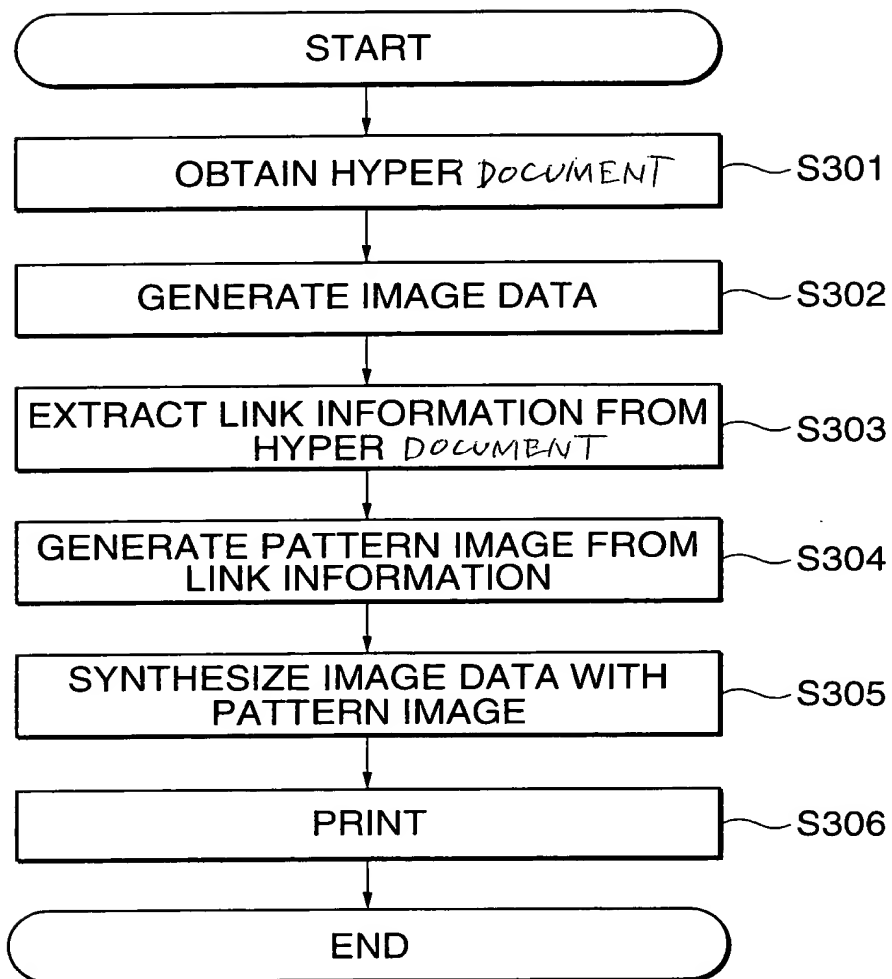 START
OBTAIN HYPER DOCUMENT
S301
GENERATE IMAGE DATA
S302
EXTRACT LINK INFORMATION FROM
HYPER DOCUMENT
S303
GENERATE PATTERN IMAGE FROM
LINK INFORMATION
S304
SYNTHESIZE IMAGE DATA WITH
PATTERN IMAGE
S305
PRINT
S306
END